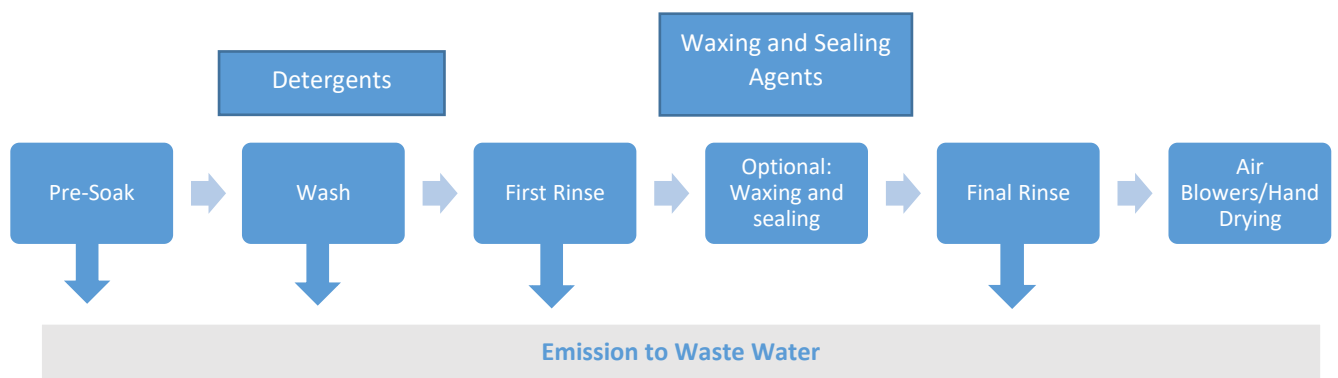 Waxing and Sealing
Agents
Detergents
Pre-Soak
Wash
First Rinse
Optional:
Waxing and
sealing
Final Rinse
Air
Blowers/Hand
Drying
Emission to Waste Water